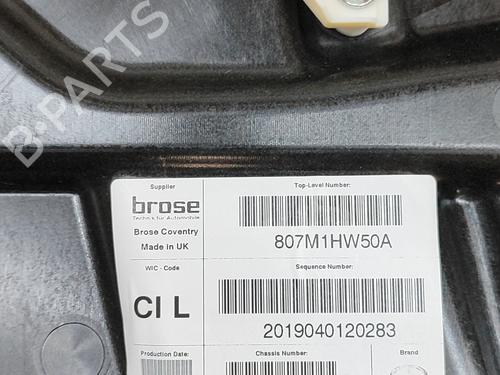 B-PARTS
Supplier
brose
Technik für Automobile
Brose Coventry
Made in UK
Top-Level Number:
807M1HW50A
WIC - Code
CI L
Sequence Number:
2019040120283
Production Date:
Chassis Number:
Brand